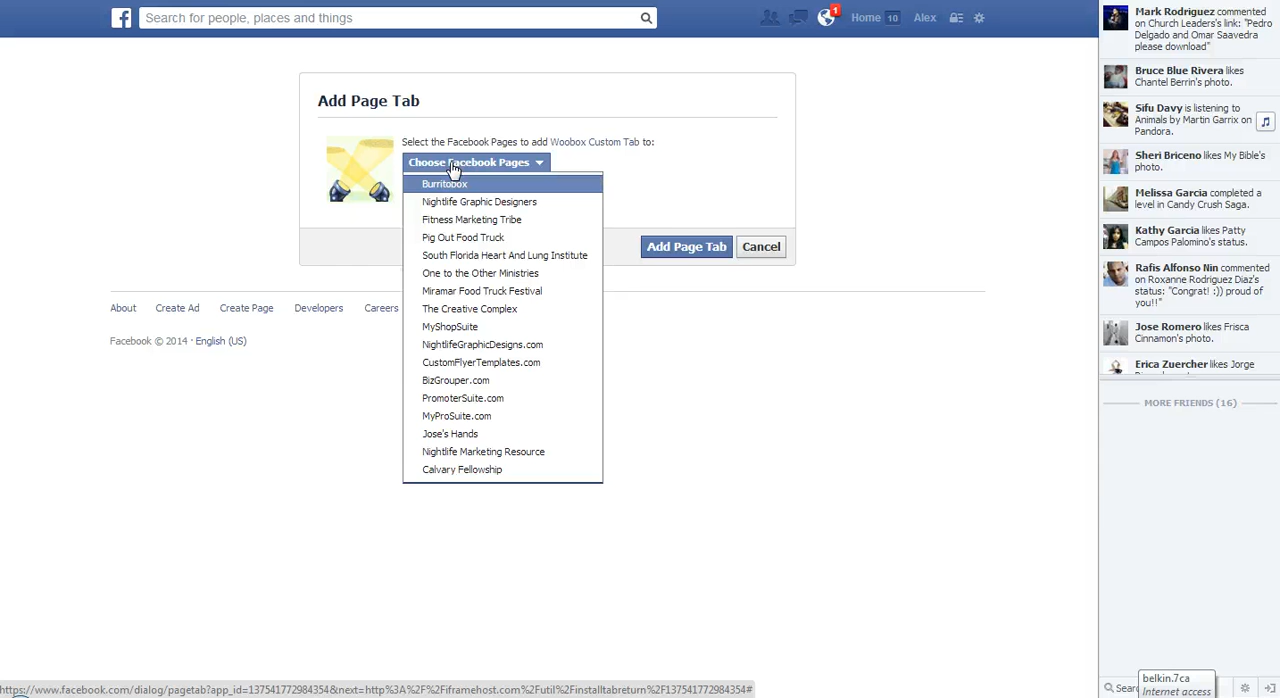 Search for people, places and things
1
Home 10 Alex
Add Page Tab
Select the Facebook Pages to add Woobox Custom Tab to:
Choose Facebook Pages
Burritobox
Nightlife Graphic Designers
Fitness Marketing Tribe
Pig Out Food Truck
South Florida Heart And Lung Institute
One to the Other Ministries
Miramar Food Truck Festival
The Creative Complex
MyShopSuite
NightlifeGraphicDesigns.com
CustomFlyerTemplates.com
BizGrouper.com
PromoterSuite.com
MyProSuite.com
Jose's Hands
Nightlife Marketing Resource
Calvary Fellowship
Add Page Tab Cancel
About Create Ad Create Page Developers Careers
Facebook © 2014 · English (US)
Mark Rodriguez commented
on Church Leaders's link: "Pedro
Delgado and Omar Saavedra
please download"
Bruce Blue Rivera likes
Chantel Berrin's photo.
Sifu Davy is listening to
Animals by Martin Garrix on
Pandora.
Sheri Briceno likes My Bible's
photo.
Melissa Garcia completed a
level in Candy Crush Saga.
Kathy Garcia likes Patty
Campos Palomino's status.
Rafis Alfonso Nin commented
on Roxanne Rodriguez Diaz's
status: "Congrat! :)) proud of
you!!"
Jose Romero likes Frisca
Cinnamon's photo.
Erica Zuercher likes Jorge
MORE FRIENDS (16)
belkin.7ca
Internet access
Sear
https://www.facebook.com/dialog/pagetab?app_id=137541772984354&next=http%3A%2F%2Fiframehost.com%2Futil%2Finstalltabreturn%2F137541772984354#